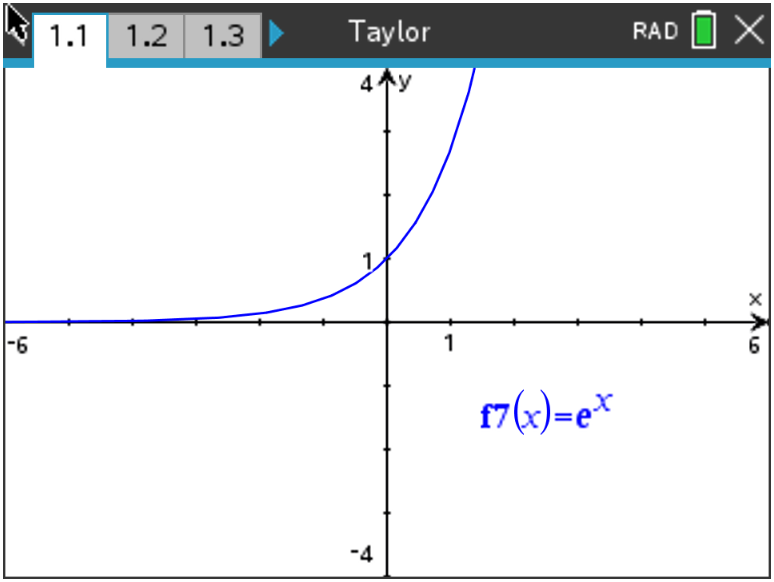 1.1 1.2 1.3 Taylor RAD
4 y
1
x
-6 1 6
f7(x)=e^x
-4